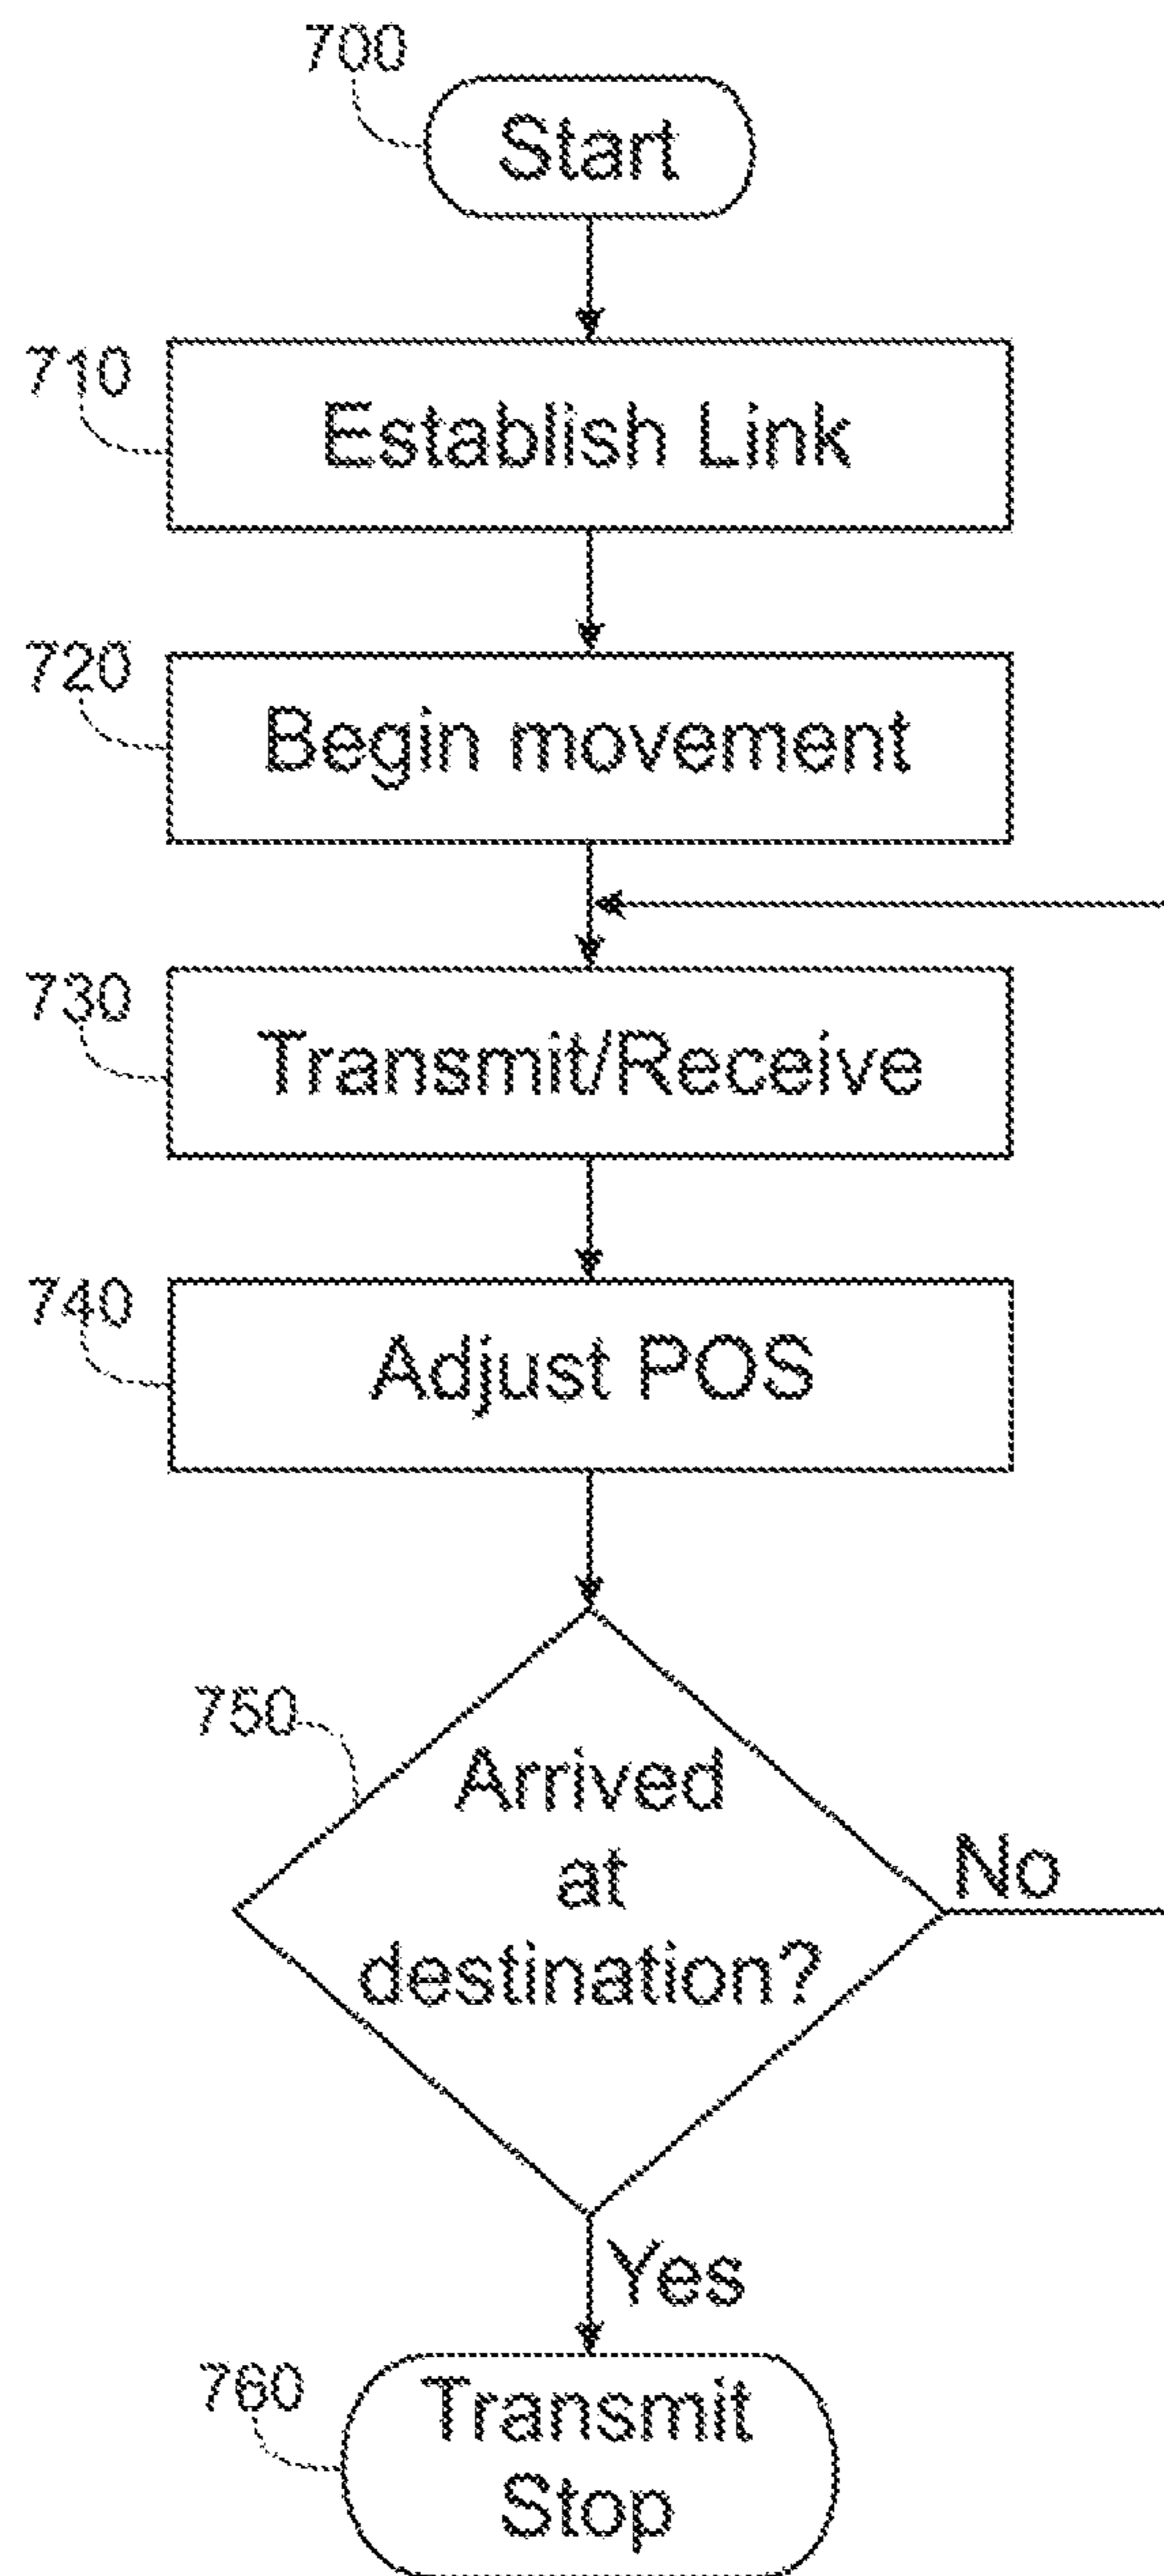 700
Start
710
Establish Link
720
Begin movement
730
Transmit/Receive
740
Adjust POS
750
Arrived
at
destination?
No
Yes
760
Transmit
Stop